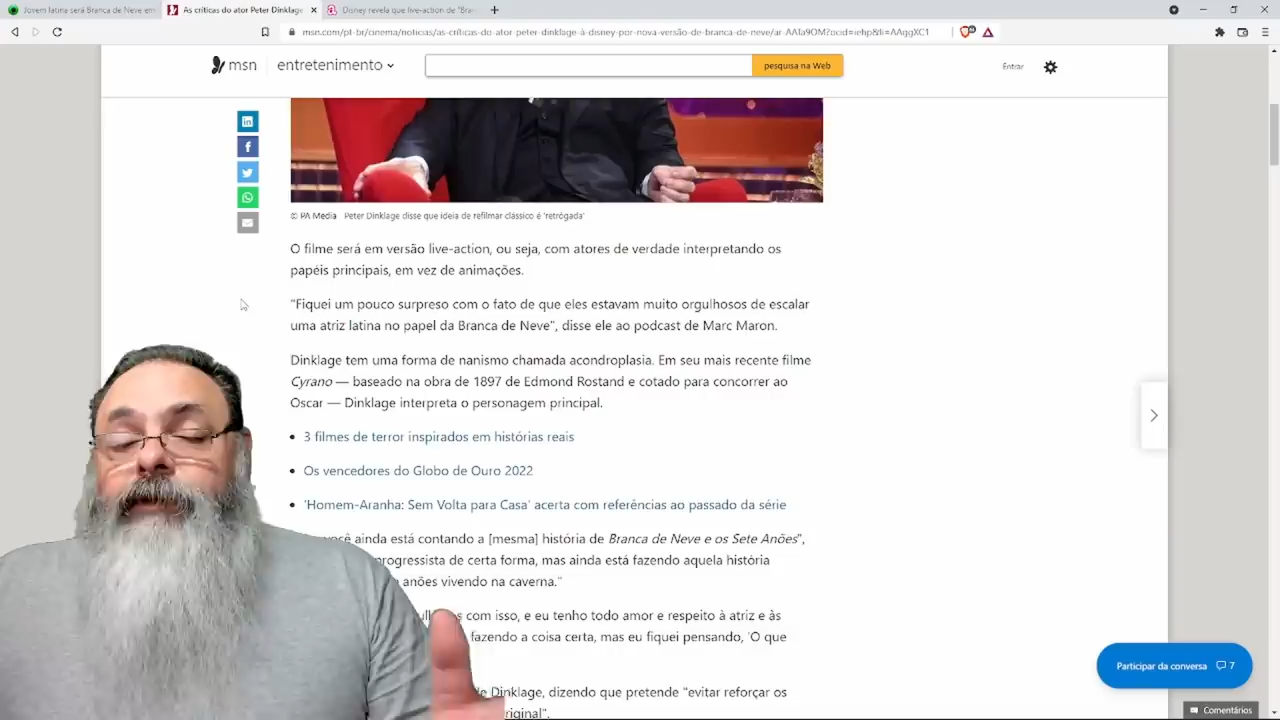 Jovem latina será Branca de Neve em
As críticas do ator Peter Dinklage
Disney revela que live-action de "Bran
msn.com/pt-br/cinema/noticias/as-críticas-do-ator-peter-dinklage-à-disney-por-nova-versão-de-branca-de-neve/ar-AATa9OM?ocid=iehp&li=AAggXC1
msn entretenimento
pesquisa na Web
Entrar
© PA Media Peter Dinklage disse que ideia de refilmar clássico é 'retrógada'
O filme será em versão live-action, ou seja, com atores de verdade interpretando os
papéis principais, em vez de animações.
"Fiquei um pouco surpreso com o fato de que eles estavam muito orgulhosos de escalar
uma atriz latina no papel da Branca de Neve", disse ele ao podcast de Marc Maron.
Dinklage tem uma forma de nanismo chamada acondroplasia. Em seu mais recente filme
Cyrano — baseado na obra de 1897 de Edmond Rostand e cotado para concorrer ao
Oscar — Dinklage interpreta o personagem principal.
• 3 filmes de terror inspirados em histórias reais
• Os vencedores do Globo de Ouro 2022
• 'Homem-Aranha: Sem Volta para Casa' acerta com referências ao passado da série
você ainda está contando a [mesma] história de Branca de Neve e os Sete Anões",
progressista de certa forma, mas ainda está fazendo aquela história
anões vivendo na caverna."
com isso, e eu tenho todo amor e respeito à atriz e às
fazendo a coisa certa, mas eu fiquei pensando, 'O que
de Dinklage, dizendo que pretende "evitar reforçar os
riginal".
Participar da conversa 7
Comentários